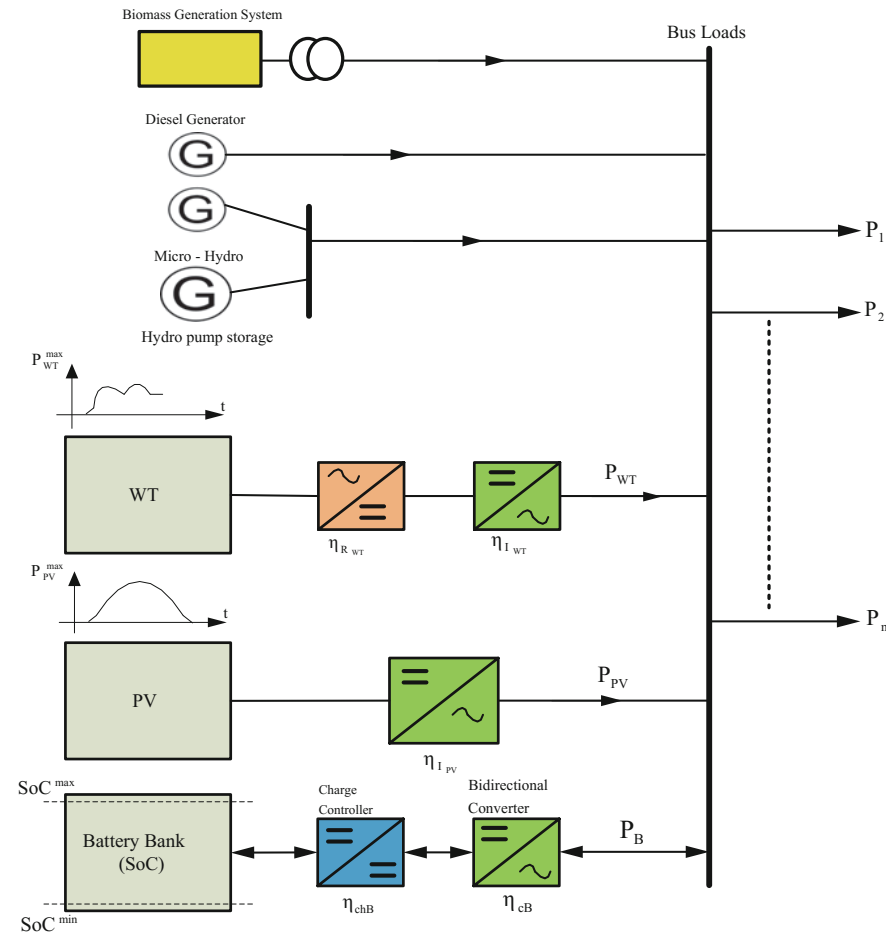 Biomass Generation System
Bus Loads
Diesel Generator
G
G
P1
Micro - Hydro
G
P2
Hydro pump storage
P WT max
t
WT
PWT
ηR WT
ηI WT
P PV max
t
Pn
PV
PPV
ηI PV
SoC max
Charge
Controller
Bidirectional
Converter
Battery Bank
(SoC)
PB
ηchB
ηcB
SoC min